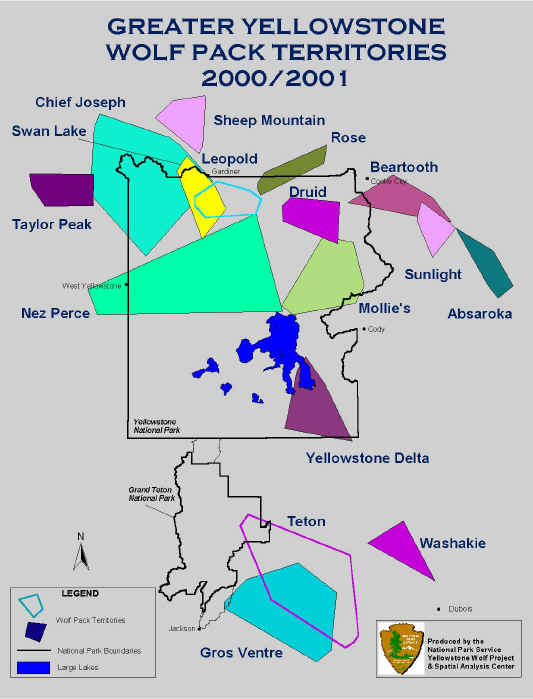 GREATER YELLOWSTONE
WOLF PACK TERRITORIES
2000/2001
Chief Joseph
Sheep Mountain
Swan Lake
Rose
Leopold
Gardiner
Beartooth
Cooke City
Druid
Taylor Peak
Sunlight
West Yellowstone
Mollie's
Nez Perce
Absaroka
Cody
Yellowstone
National Park
Yellowstone Delta
Grand Teton
National Park
Teton
N
Washakie
LEGEND
Wolf Pack Territories
Dubois
Jackson
National Park Boundaries
Gros Ventre
Large Lakes
Produced by the
National Park Service
Yellowstone Wolf Project
& Spatial Analysis Center